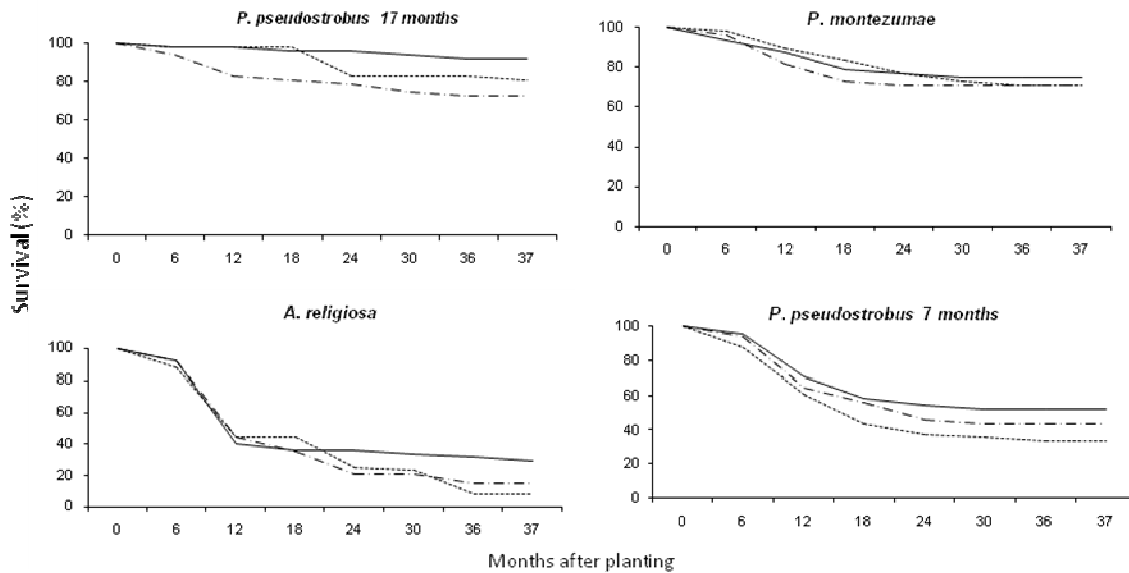 P. pseudostrobus 17 months
100
80
60
40
20
0
0 6 12 18 24 30 36 37
P. montezumae
100
80
60
40
20
0
0 6 12 18 24 30 36 37
Survival (%)
A. religiosa
100
80
60
40
20
0
0 6 12 18 24 30 36 37
P. pseudostrobus 7 months
100
80
60
40
20
0
0 6 12 18 24 30 36 37
Months after planting